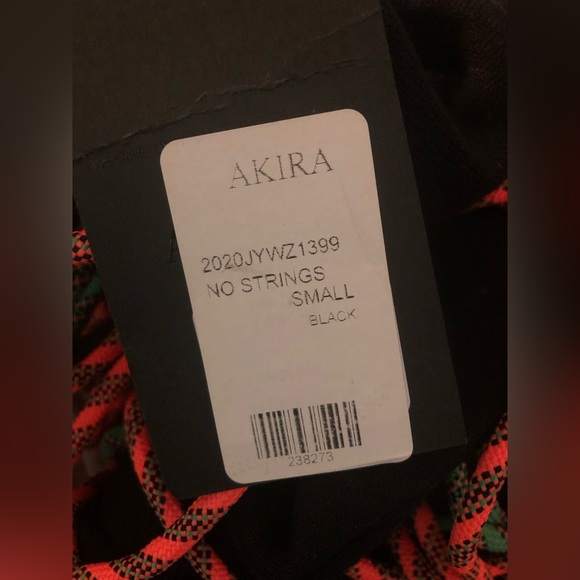 AKIRA
2020JYWZ1399
NO STRINGS
SMALL
BLACK
238273